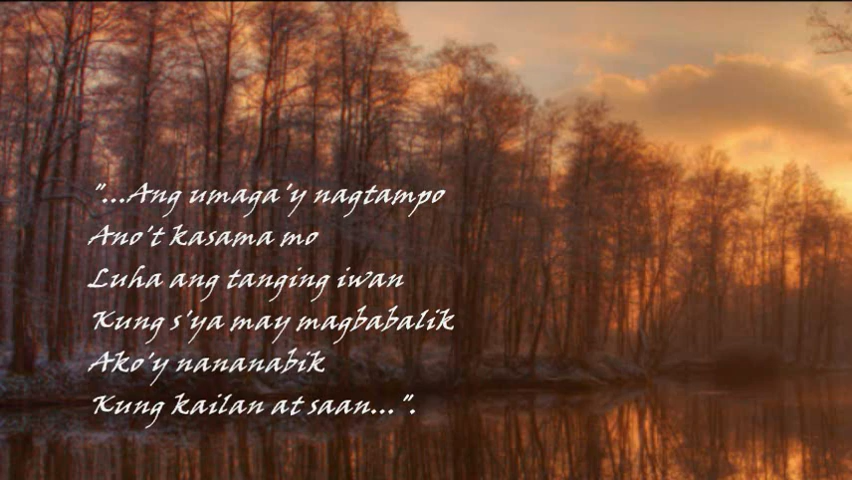 "...Ang umaga'y nagtampo
Ano't kasama mo
Luha ang tanging iwan
Kung s'ya may magbabalik
Ako'y nananabik
Kung kailan at saan...".